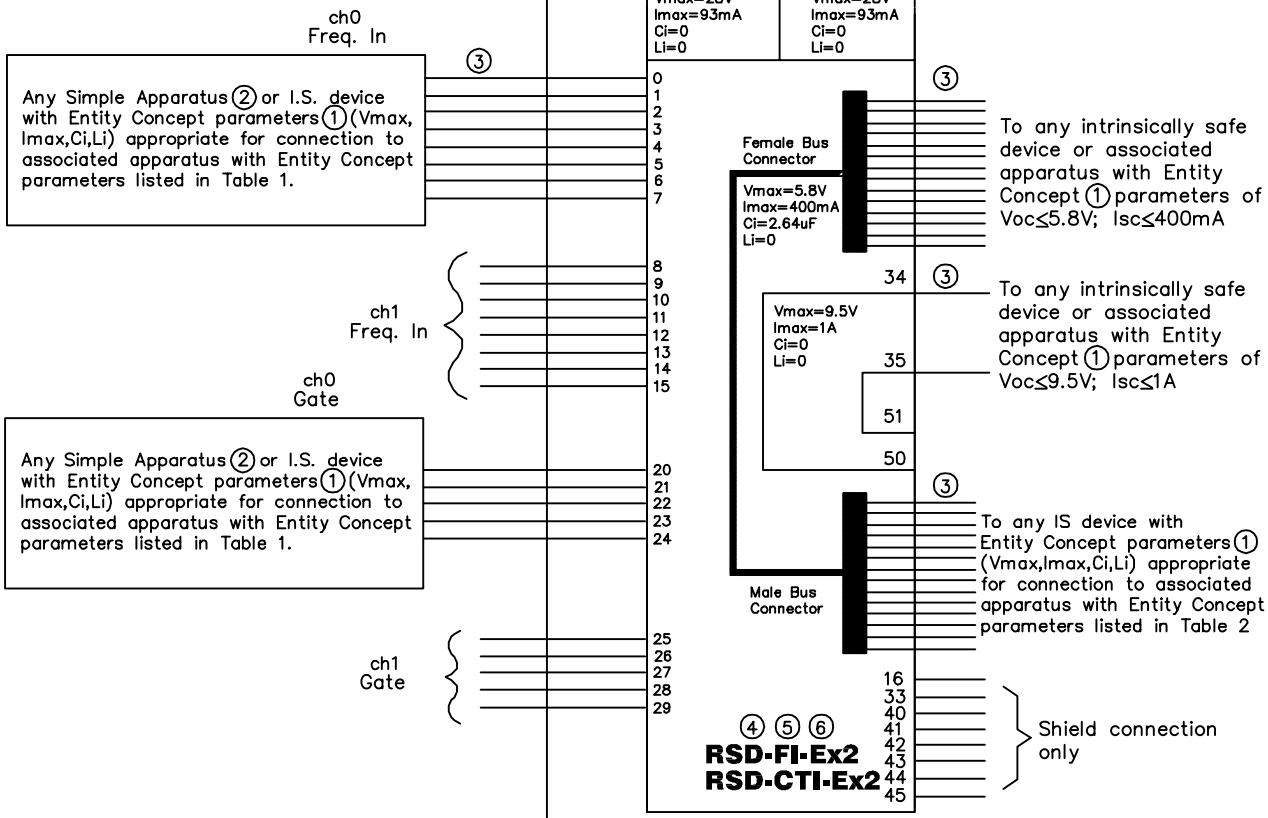 Imax=93mA
Ci=0
Li=0
Imax=93mA
Ci=0
Li=0
ch0
Freq. In
③
Any Simple Apparatus ② or I.S. device
with Entity Concept parameters ① (Vmax,
Imax,Ci,Li) appropriate for connection to
associated apparatus with Entity Concept
parameters listed in Table 1.
0
1
2
3
4
5
6
7
ch1
Freq. In
8
9
10
11
12
13
14
15
ch0
Gate
Any Simple Apparatus ② or I.S. device
with Entity Concept parameters ① (Vmax,
Imax,Ci,Li) appropriate for connection to
associated apparatus with Entity Concept
parameters listed in Table 1.
20
21
22
23
24
ch1
Gate
25
26
27
28
29
Female Bus
Connector
Vmax=5.8V
Imax=400mA
Ci=2.64uF
Li=0
③
To any intrinsically safe
device or associated
apparatus with Entity
Concept ① parameters of
Voc≤5.8V; Isc≤400mA
Vmax=9.5V
Imax=1A
Ci=0
Li=0
34
35
51
50
③
To any intrinsically safe
device or associated
apparatus with Entity
Concept ① parameters of
Voc≤9.5V; Isc≤1A
Male Bus
Connector
③
To any IS device with
Entity Concept parameters ①
(Vmax,Imax,Ci,Li) appropriate
for connection to associated
apparatus with Entity Concept
parameters listed in Table 2
16
33
40
41
42
43
44
45
Shield connection
only
④ ⑤ ⑥
RSD-FI-Ex2
RSD-CTI-Ex2